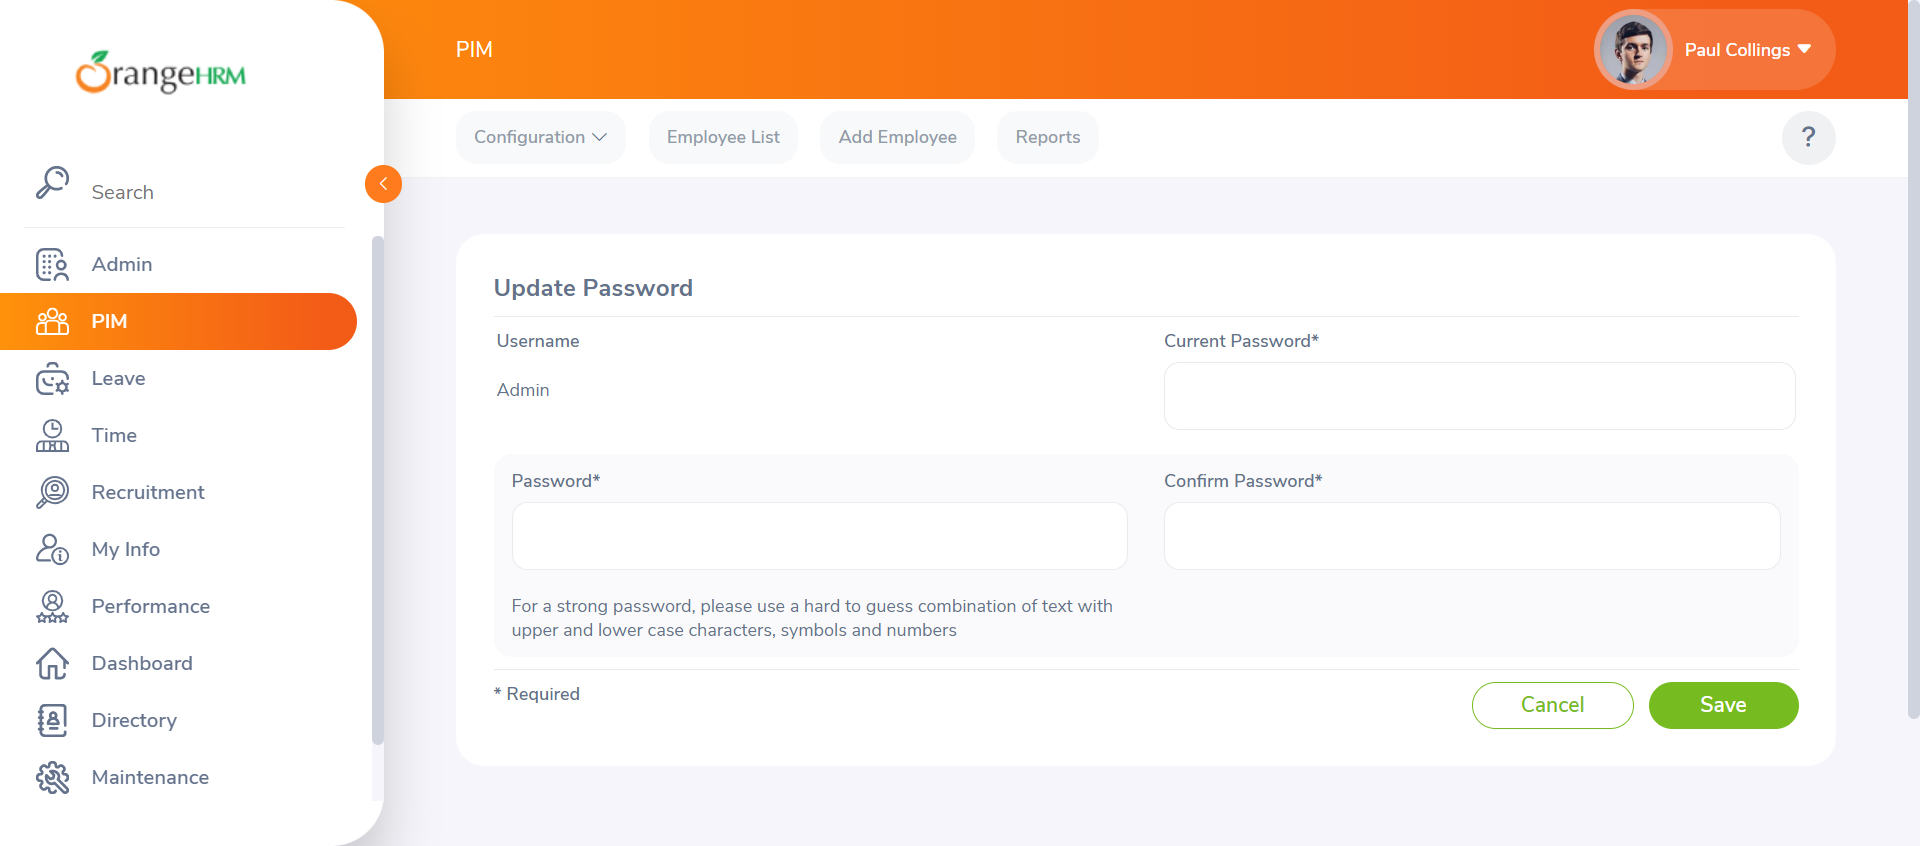 OrangeHRM
PIM
Paul Collings
Configuration
Employee List
Add Employee
Reports
?
Search
Admin
PIM
Leave
Time
Recruitment
My Info
Performance
Dashboard
Directory
Maintenance
Update Password
Username
Current Password*
Admin
Password*
Confirm Password*
For a strong password, please use a hard to guess combination of text with
upper and lower case characters, symbols and numbers
* Required
Cancel
Save